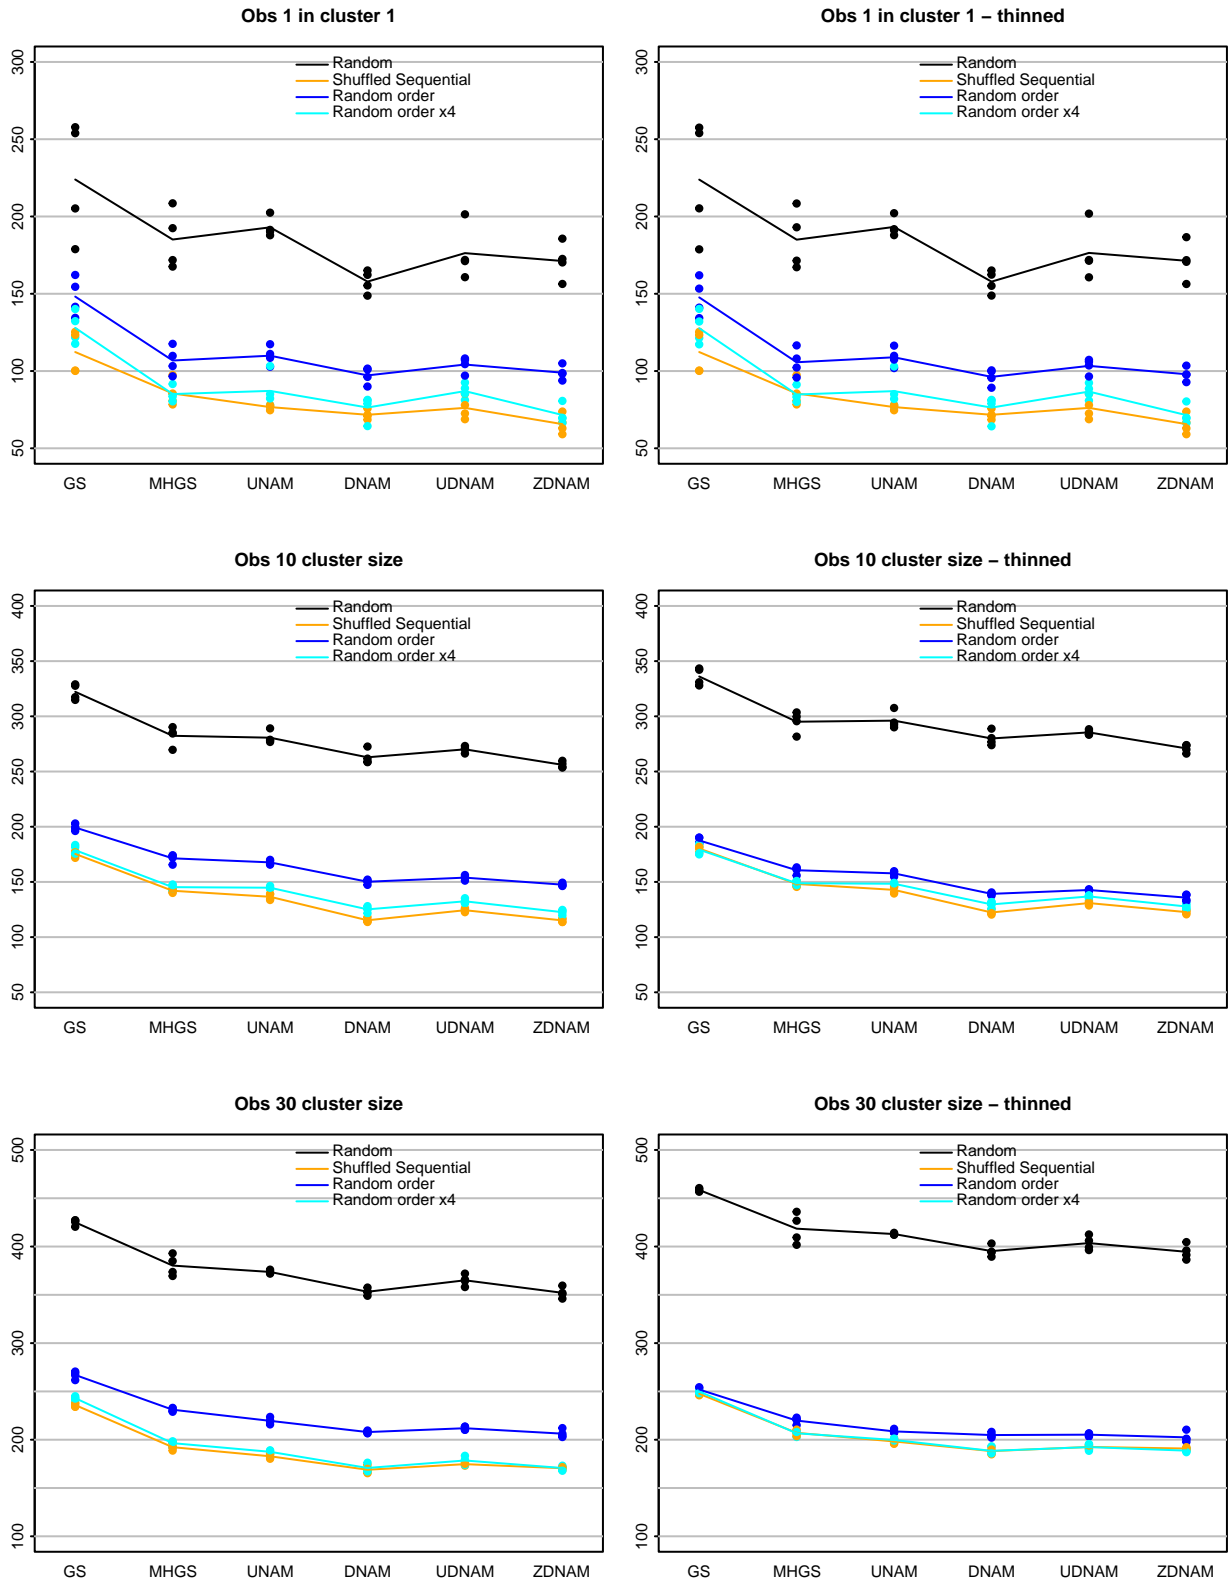 Obs 1 in cluster 1
300
250
200
150
100
50
Random
Shuffled Sequential
Random order
Random order x4
GS MHGS UNAM DNAM UDNAM ZDNAM
Obs 1 in cluster 1 – thinned
300
250
200
150
100
50
Random
Shuffled Sequential
Random order
Random order x4
GS MHGS UNAM DNAM UDNAM ZDNAM
Obs 10 cluster size
400
350
300
250
200
150
100
50
Random
Shuffled Sequential
Random order
Random order x4
GS MHGS UNAM DNAM UDNAM ZDNAM
Obs 10 cluster size – thinned
400
350
300
250
200
150
100
50
Random
Shuffled Sequential
Random order
Random order x4
GS MHGS UNAM DNAM UDNAM ZDNAM
Obs 30 cluster size
500
400
300
200
100
Random
Shuffled Sequential
Random order
Random order x4
GS MHGS UNAM DNAM UDNAM ZDNAM
Obs 30 cluster size – thinned
500
400
300
200
100
Random
Shuffled Sequential
Random order
Random order x4
GS MHGS UNAM DNAM UDNAM ZDNAM